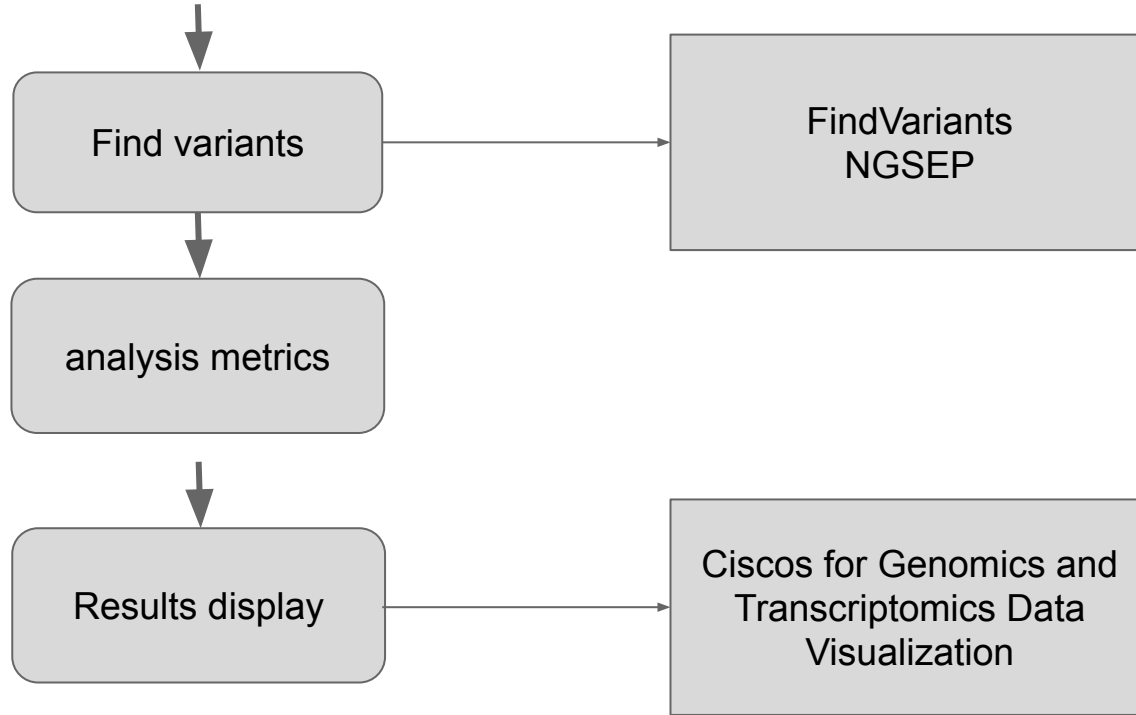 Find variants
FindVariants
NGSEP
analysis metrics
Results display
Ciscos for Genomics and
Transcriptomics Data
Visualization